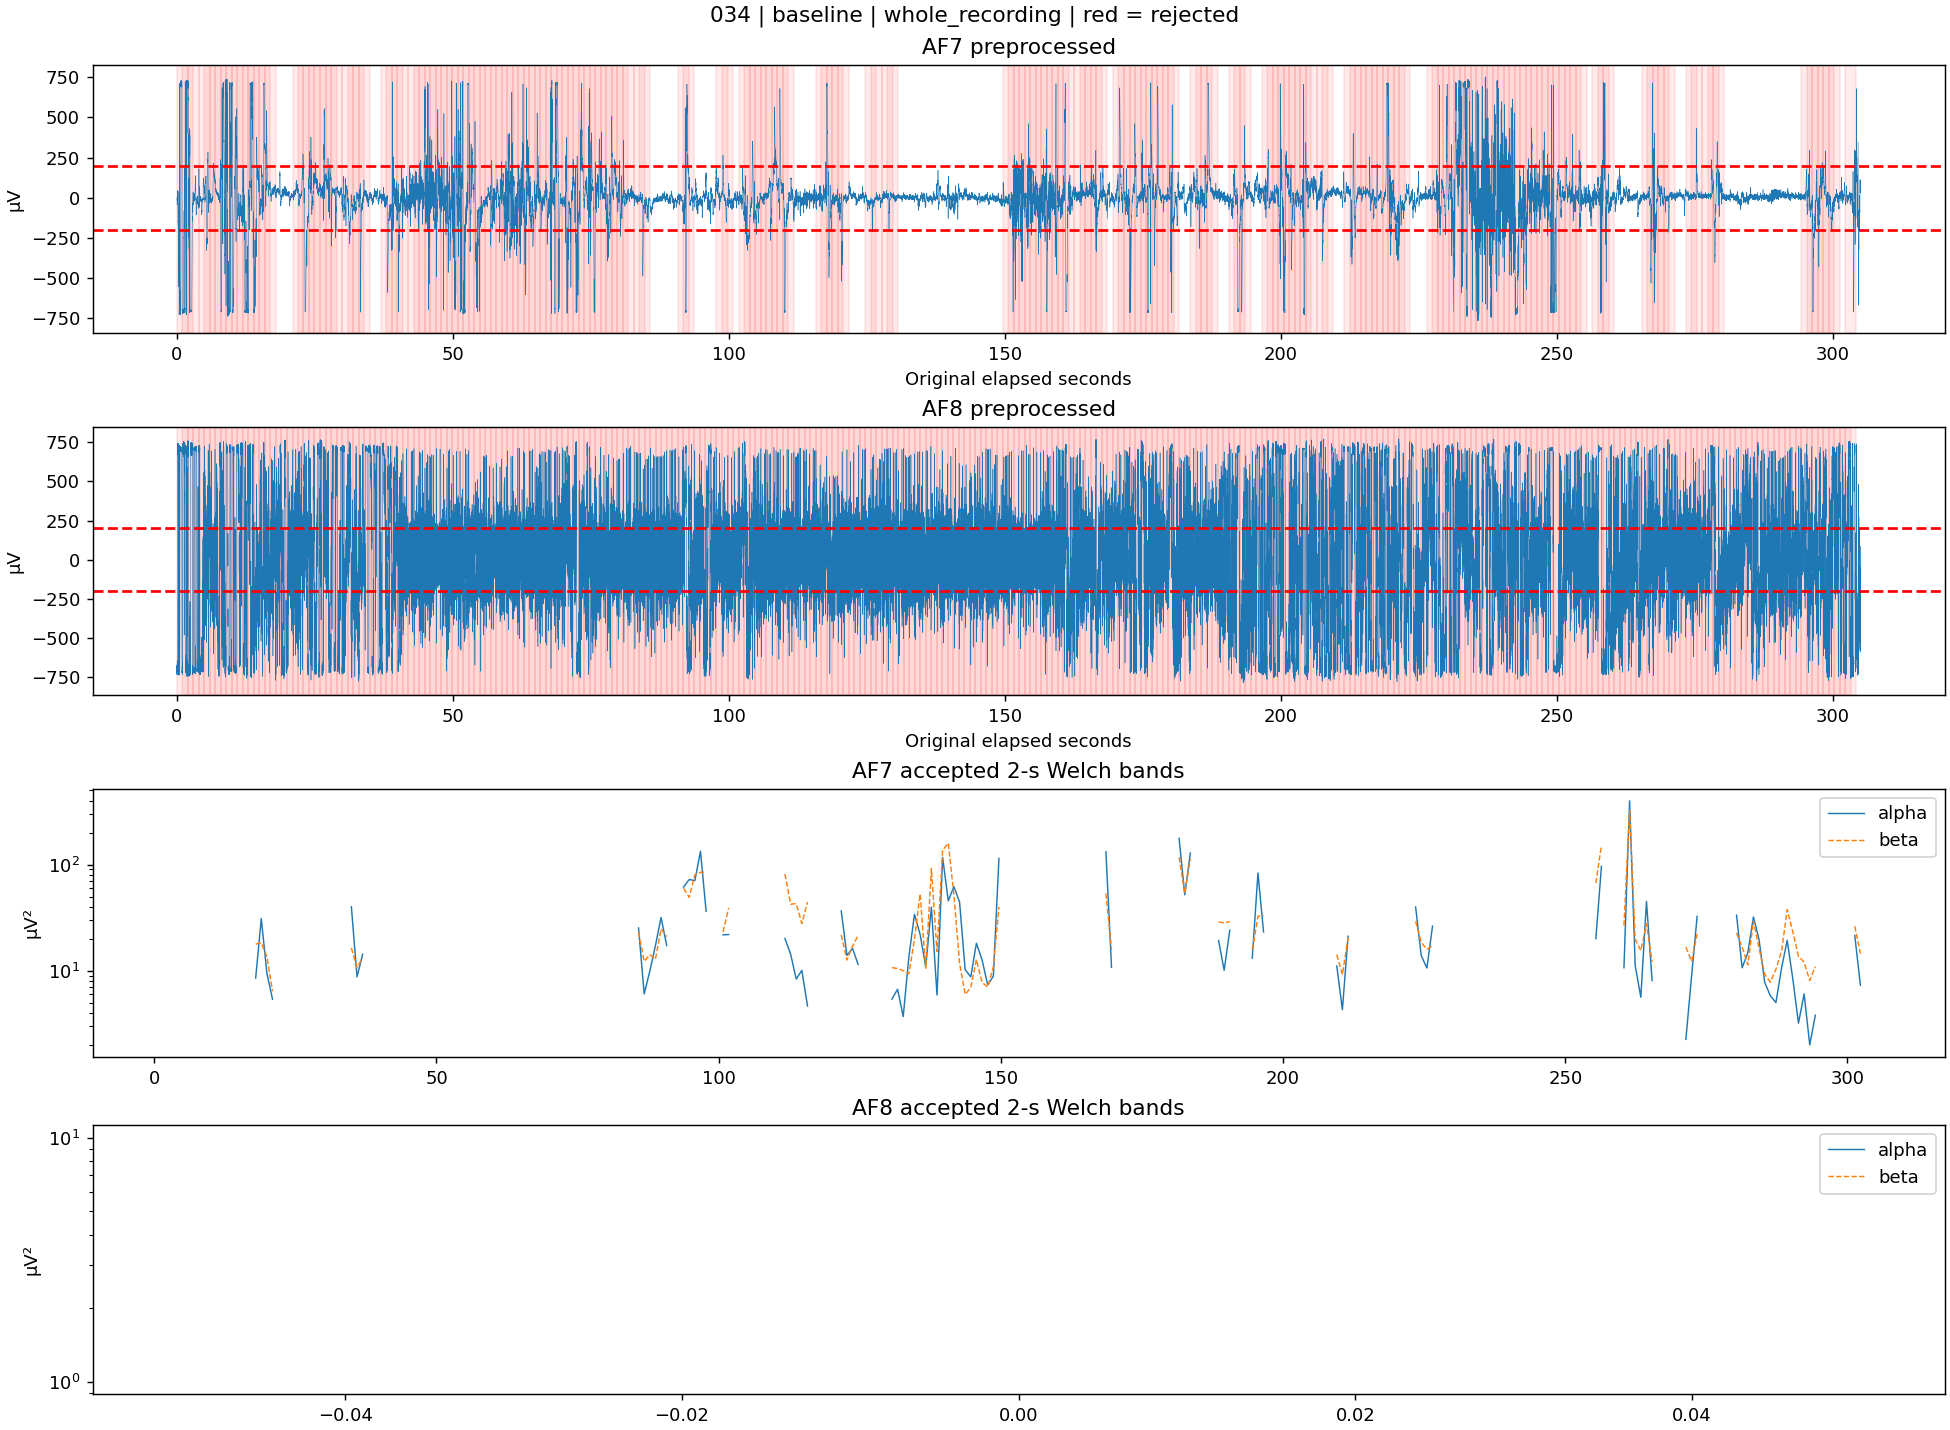 034 | baseline | whole_recording | red = rejected
AF7 preprocessed
750
500
250
0
−250
−500
−750
µV
0 50 100 150 200 250 300
Original elapsed seconds
AF8 preprocessed
750
500
250
0
−250
−500
−750
µV
0 50 100 150 200 250 300
Original elapsed seconds
AF7 accepted 2-s Welch bands
alpha
beta
10²
10¹
µV²
0 50 100 150 200 250 300
AF8 accepted 2-s Welch bands
alpha
beta
10¹
10⁰
µV²
−0.04 −0.02 0.00 0.02 0.04